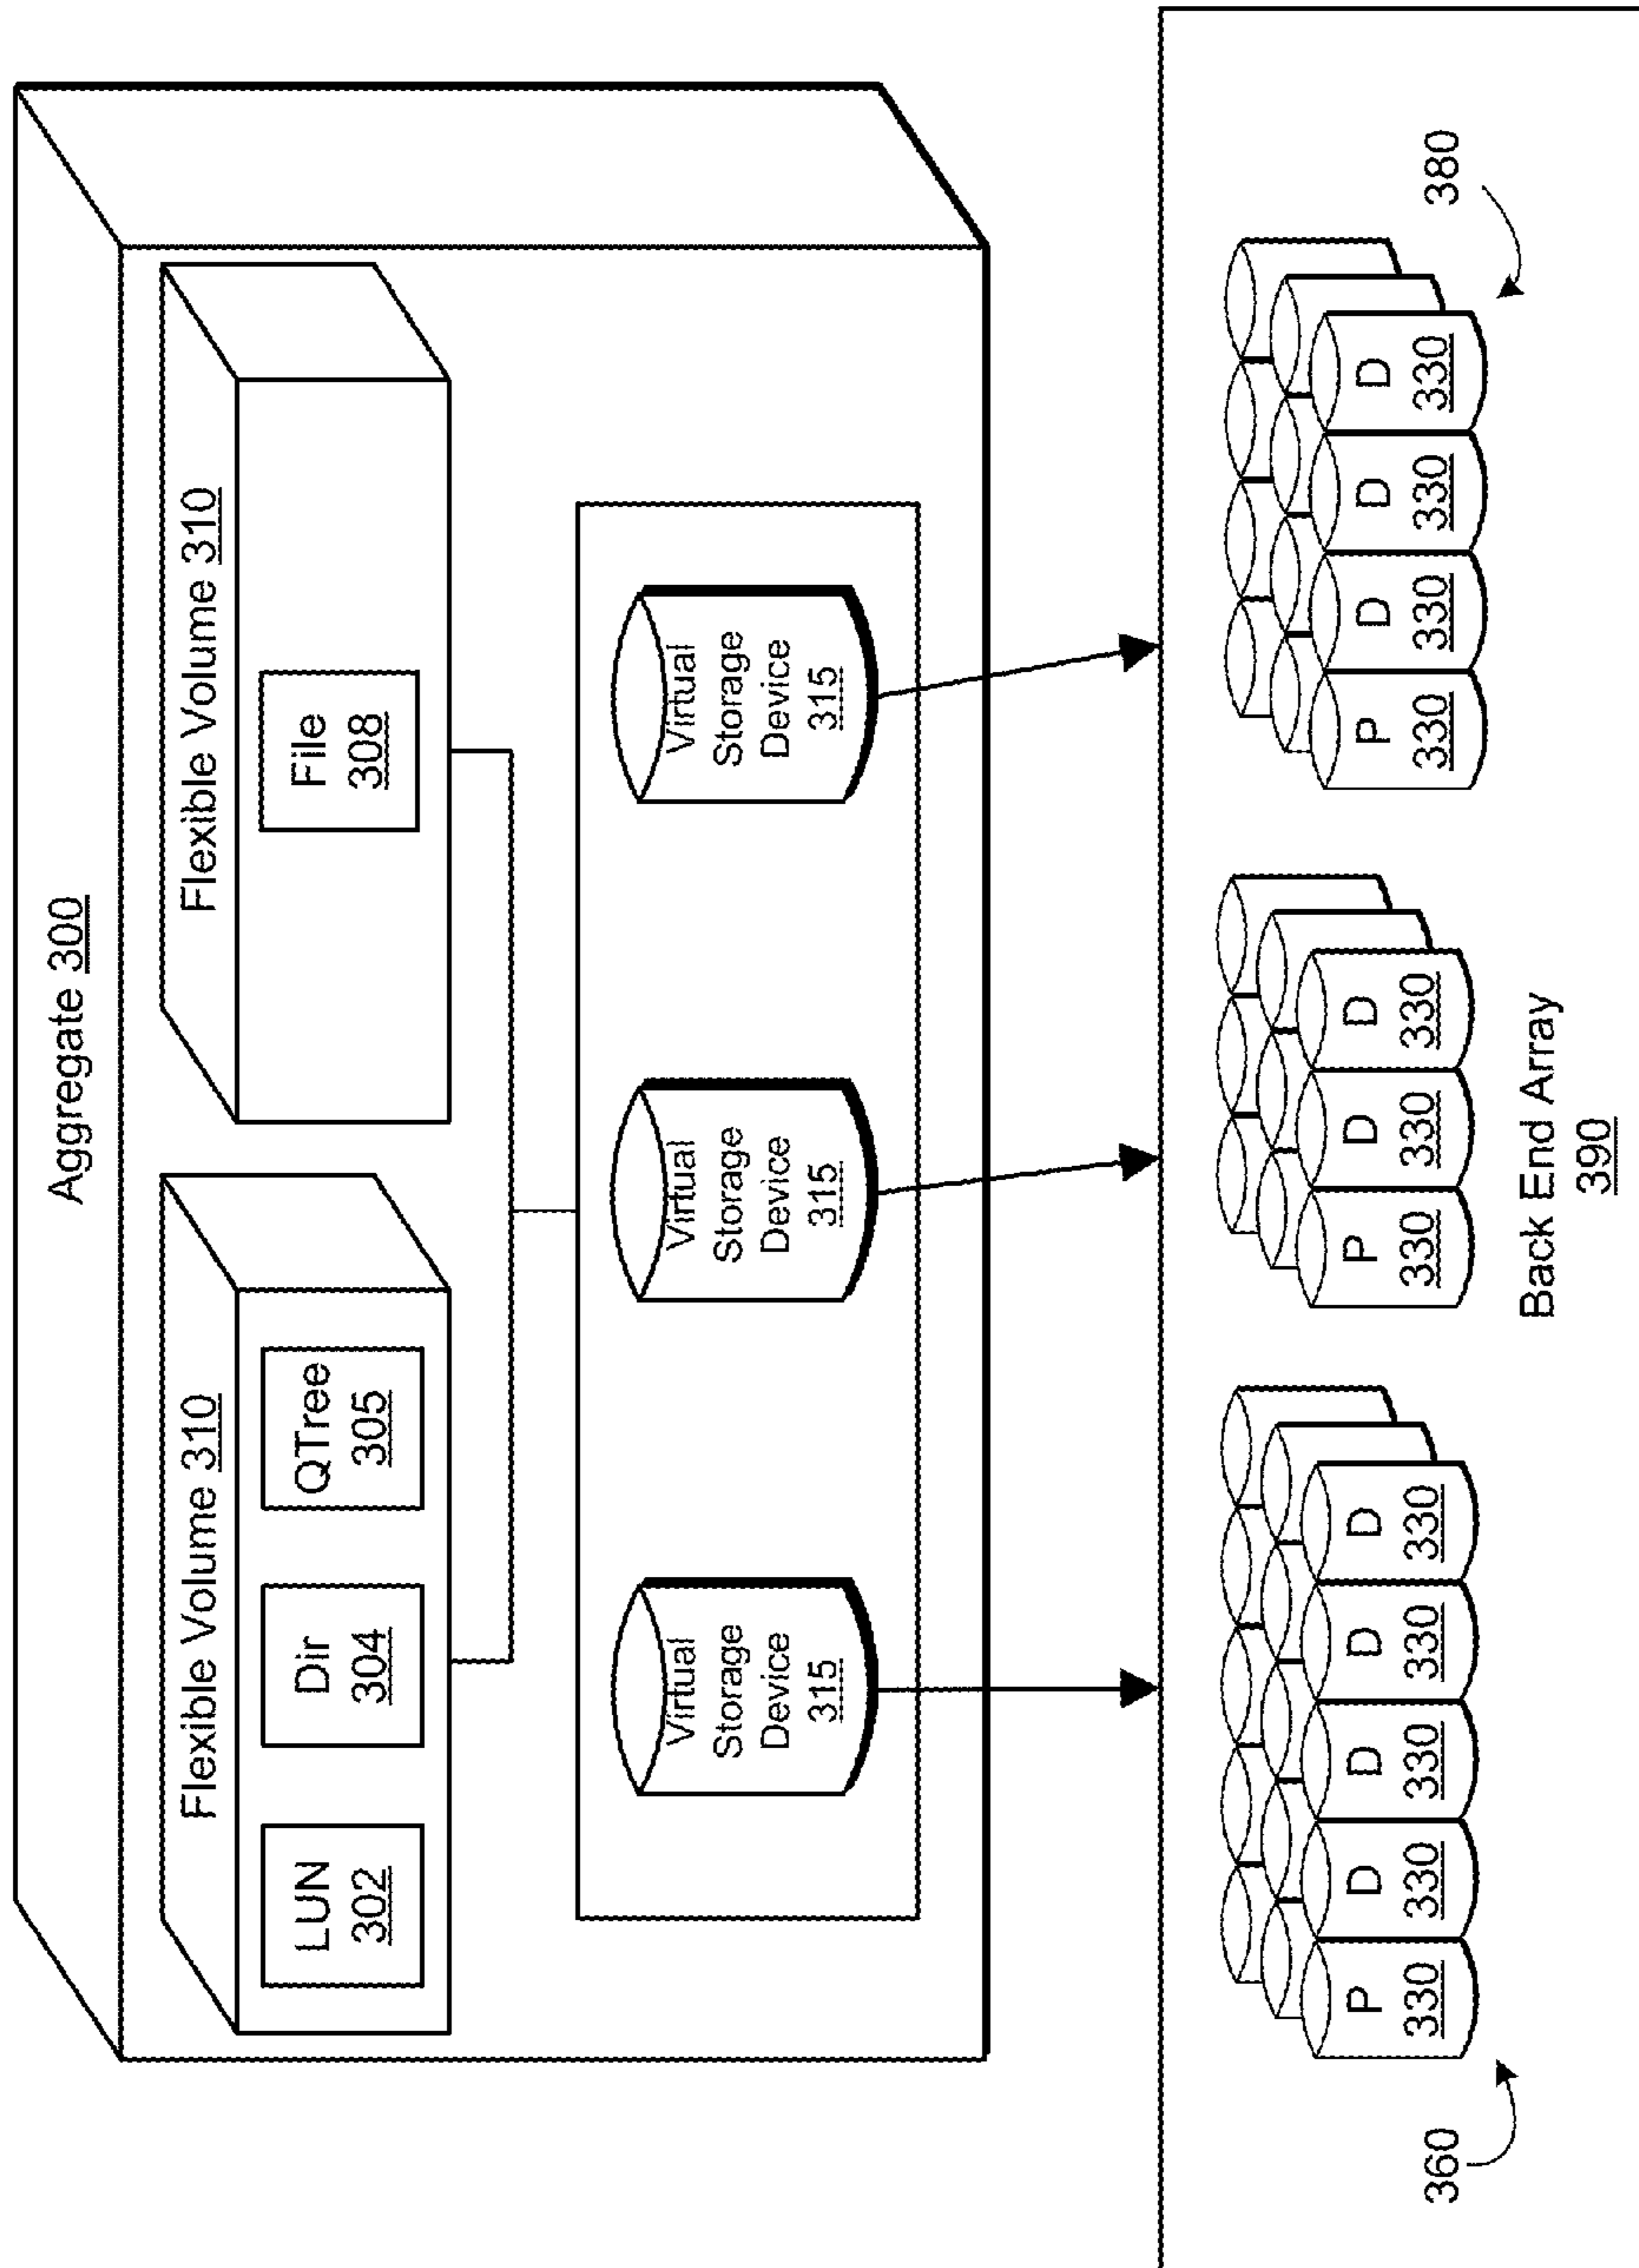 Aggregate 300
Flexible Volume 310
LUN
302
Dir
304
QTree
305
Flexible Volume 310
File
308
Virtual
Storage
Device
315
Virtual
Storage
Device
315
Virtual
Storage
Device
315
P
330
D
330
D
330
D
330
D
330
P
330
D
330
D
330
P
330
D
330
D
330
D
330
360
380
Back End Array
390